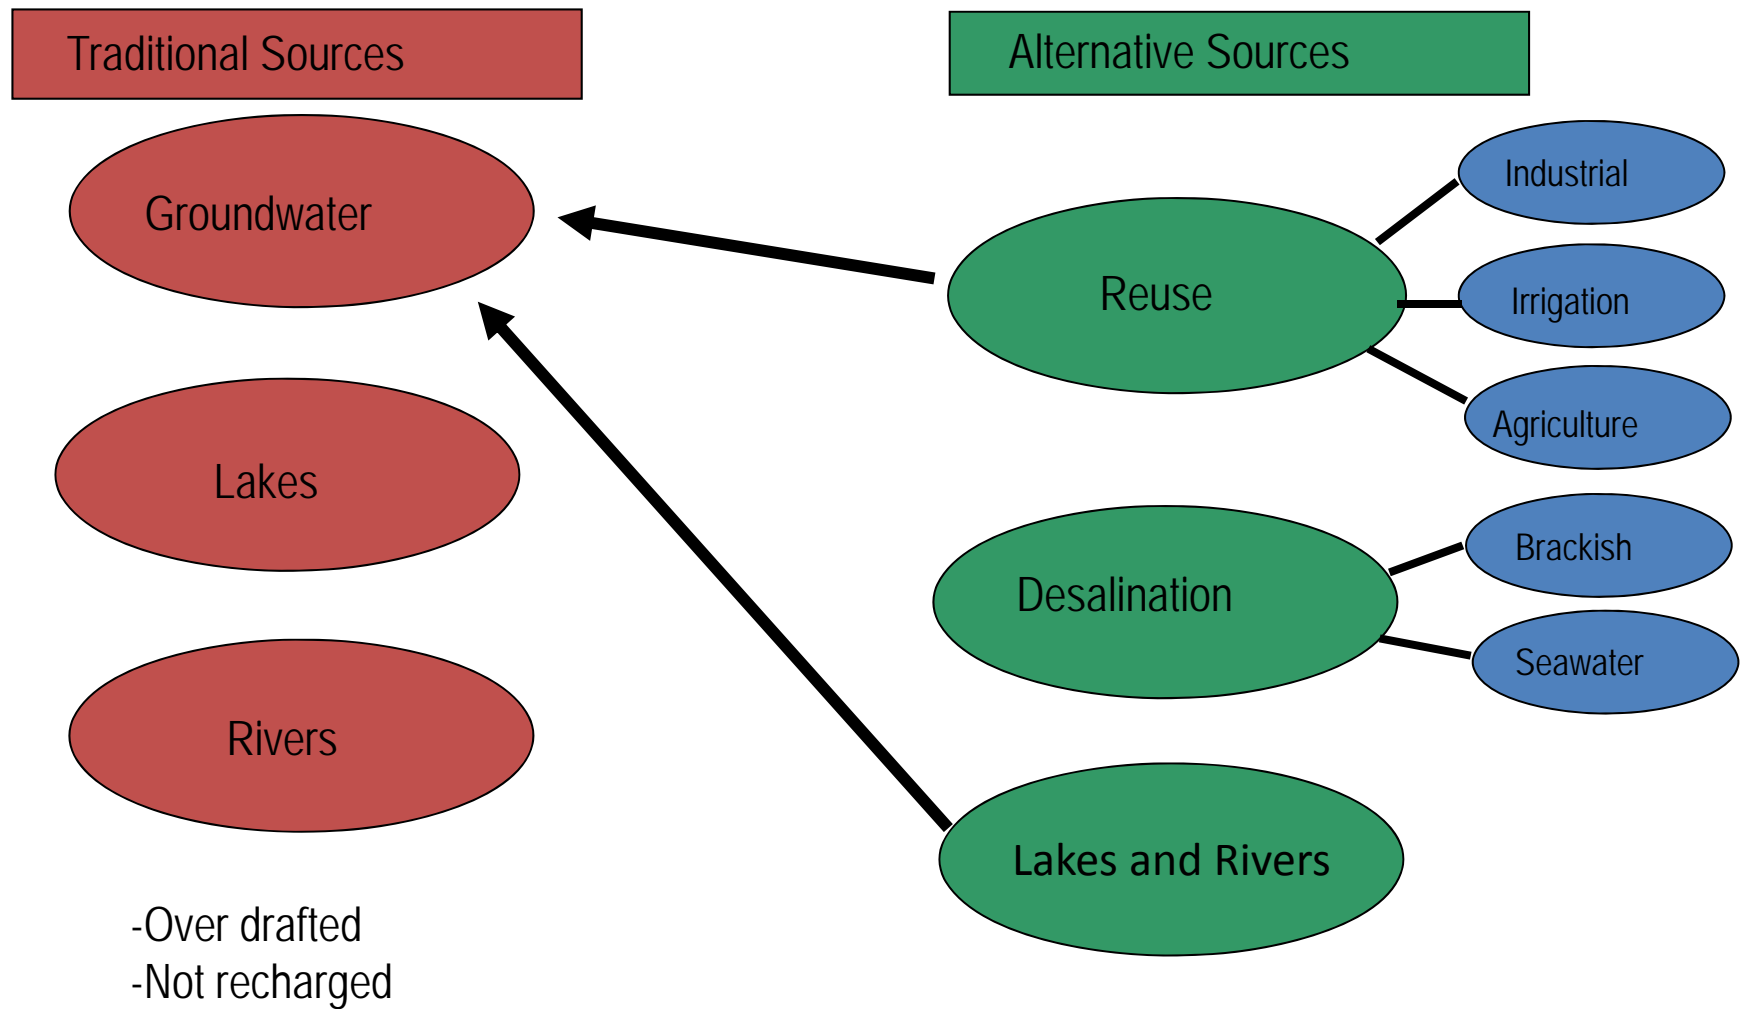 Traditional Sources
Alternative Sources
Groundwater
Lakes
Rivers
-Over drafted
-Not recharged
Reuse
Industrial
Irrigation
Agriculture
Desalination
Brackish
Seawater
Lakes and Rivers